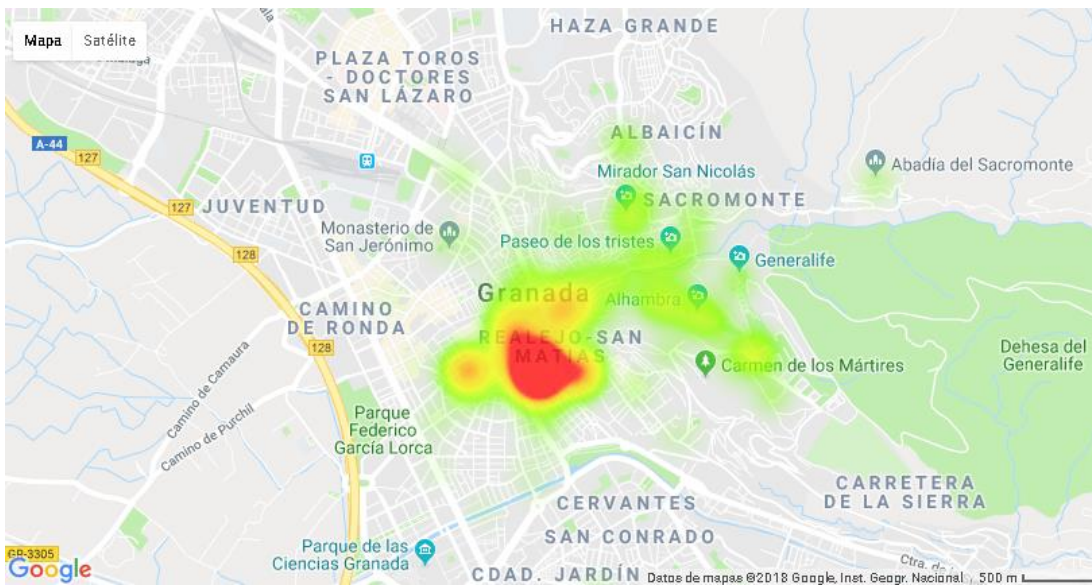 Mapa
Satélite
HAZA GRANDE
PLAZA TOROS
- DOCTORES
SAN LÁZARO
A-44
127
ALBAICÍN
Mirador San Nicolás
Abadía del Sacromonte
127
JUVENTUD
SACROMONTE
Monasterio de
San Jerónimo
Paseo de los tristes
128
Generalife
Granada
Alhambra
CAMINO
DE RONDA
REALEJO-SAN
MATÍAS
128
Dehesa del
Generalife
Carmen de los Mártires
Camino de Camaura
Camino de Purchil
Parque
Federico
García Lorca
CARRETERA
DE LA SIERRA
CERVANTES
SAN CONRADO
GR-3305
Parque de las
Ciencias Granada
Google
CDAD. JARDÍN
Ctra. de
Datos de mapas ©2018 Google, Inst. Geogr. Nacional
500 m